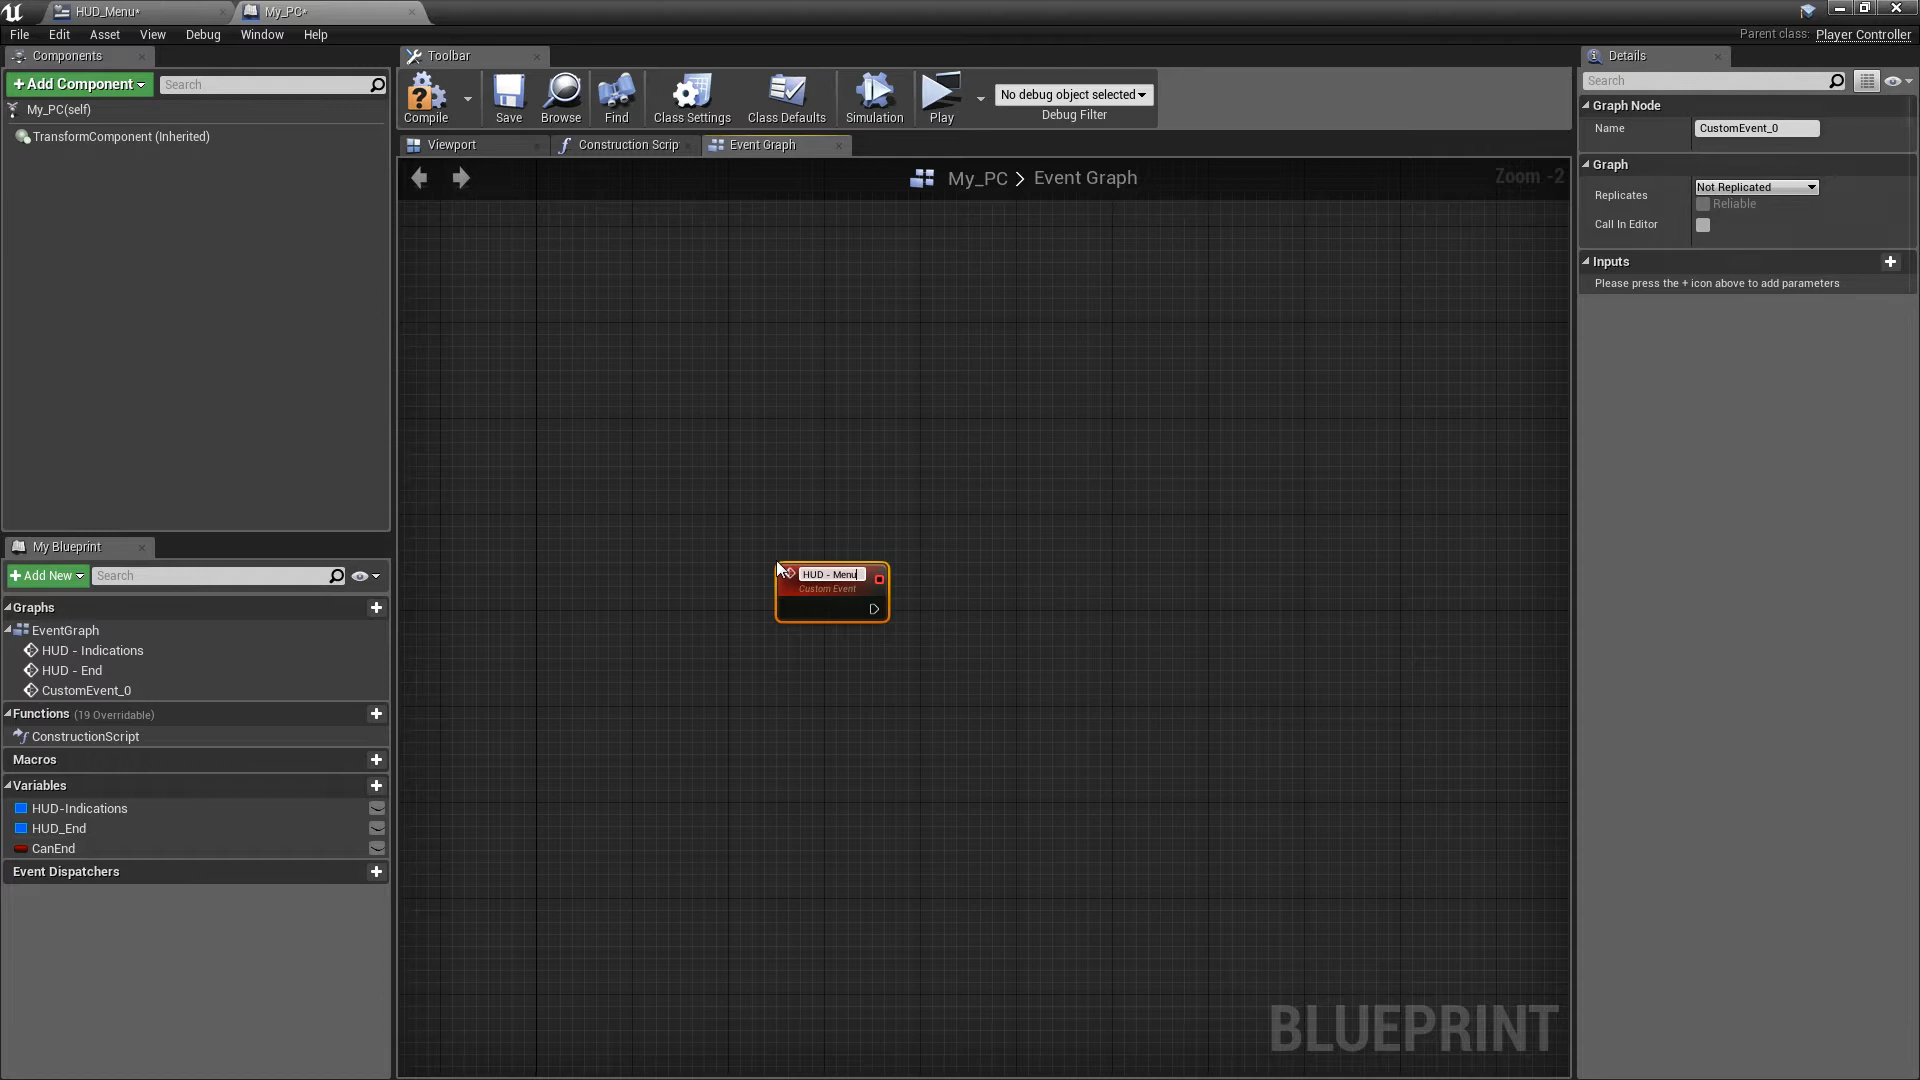 HUD_Menu*
My_PC*
File Edit Asset View Debug Window Help
Parent class: Player Controller
Components
Toolbar
Details
+ Add Component
Search
My_PC(self)
TransformComponent (Inherited)
Compile
Save
Browse
Find
Class Settings
Class Defaults
Simulation
Play
No debug object selected
Debug Filter
Viewport
Construction Scrip
Event Graph
My_PC > Event Graph
Zoom -2
HUD - Menu
Custom Event
BLUEPRINT
My Blueprint
+ Add New
Search
Graphs
EventGraph
HUD - Indications
HUD - End
CustomEvent_0
Functions (19 Overridable)
ConstructionScript
Macros
Variables
HUD-Indications
HUD_End
CanEnd
Event Dispatchers
Search
Graph Node
Name CustomEvent_0
Graph
Replicates Not Replicated
Reliable
Call In Editor
Inputs
Please press the + icon above to add parameters